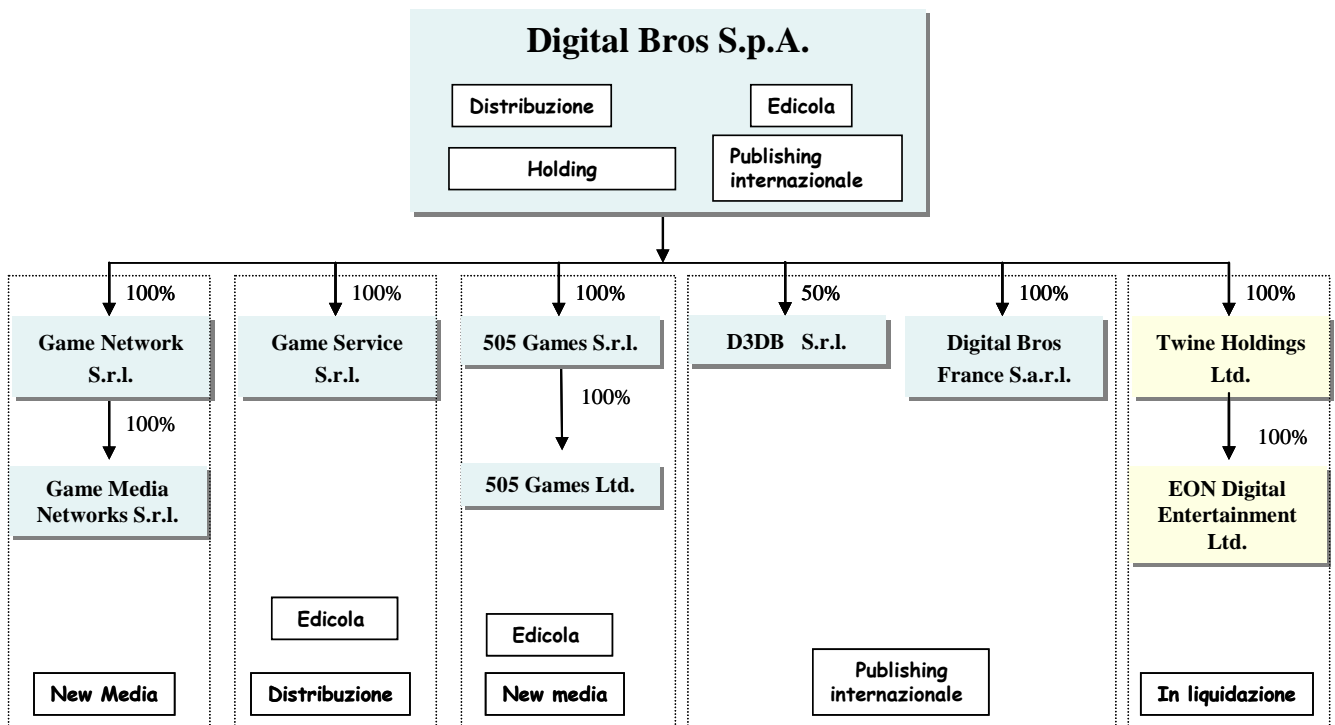 Digital Bros S.p.A.
Distribuzione
Edicola
Holding
Publishing
internazionale
100%
100%
100%
50%
100%
100%
Game Network
S.r.l.
Game Service
S.r.l.
505 Games S.r.l.
D3DB S.r.l.
Digital Bros
France S.a.r.l.
Twine Holdings
Ltd.
100%
100%
100%
Game Media
Networks S.r.l.
505 Games Ltd.
EON Digital
Entertainment
Ltd.
Edicola
Edicola
New Media
Distribuzione
New media
Publishing
internazionale
In liquidazione